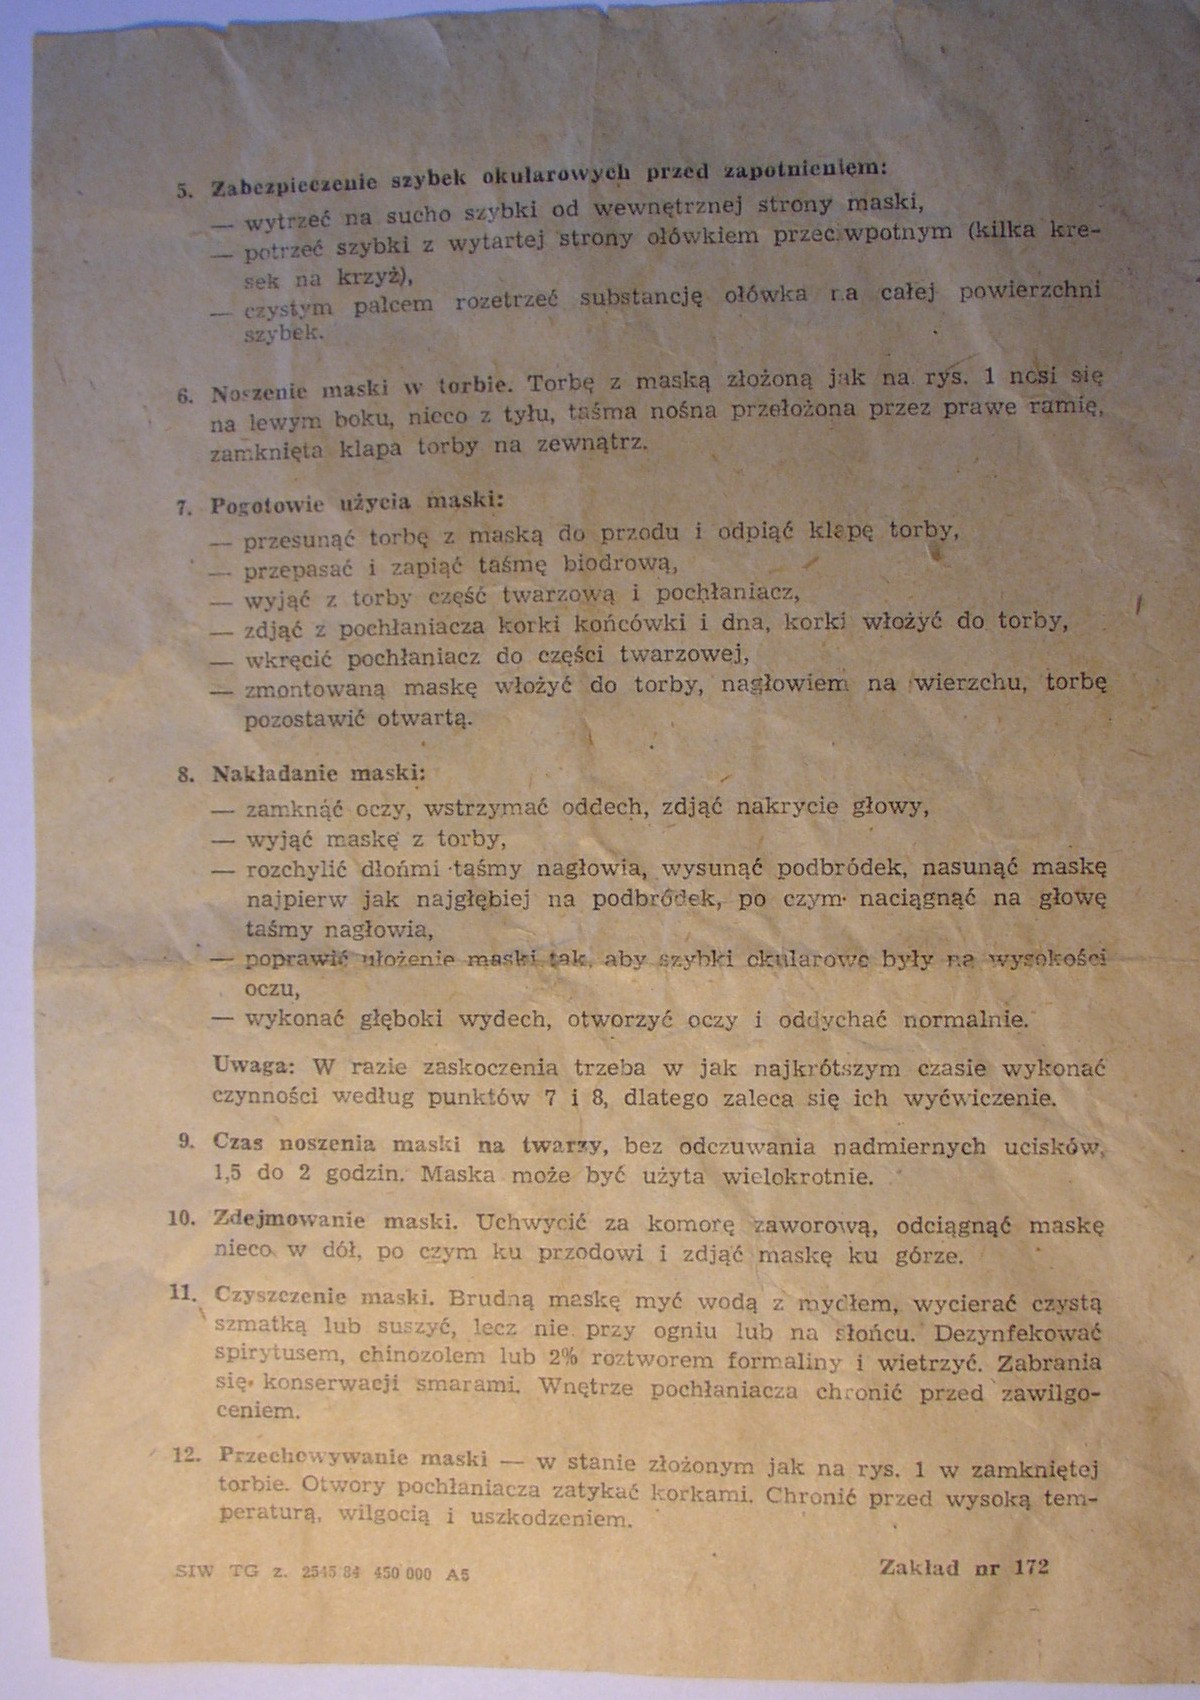 5. Zabezpieczenie szybek okularowych przed zapotnieniem:
— wytrzeć na sucho szybki od wewnętrznej strony maski,
— potrzeć szybki z wytartej strony ołówkiem przeciwpotnym (kilka kre-
sek na krzyż),
— czystym palcem rozetrzeć substancję ołówka na całej powierzchni
szybek.
6. Noszenie maski w torbie. Torbę z maską złożoną jak na rys. 1 nosi się
na lewym boku, nieco z tyłu, taśma nośna przełożona przez prawe ramię,
zamknięta klapa torby na zewnątrz.
7. Pogotowie użycia maski:
— przesunąć torbę z maską do przodu i odpiąć klapę torby,
— przepasać i zapiąć taśmę biodrową,
— wyjąć z torby część twarzową i pochłaniacz,
— zdjąć z pochłaniacza korki końcówki i dna, korki włożyć do torby,
— wkręcić pochłaniacz do części twarzowej,
— zmontowaną maskę włożyć do torby, nagłowiem na wierzchu, torbę
pozostawić otwartą.
8. Nakładanie maski:
— zamknąć oczy, wstrzymać oddech, zdjąć nakrycie głowy,
— wyjąć maskę z torby,
— rozchylić dłońmi taśmy nagłowia, wysunąć podbródek, nasunąć maskę
najpierw jak najgłębiej na podbródek, po czym naciągnąć na głowę
taśmy nagłowia,
— poprawić ułożenie maski tak, aby szybki okularowe były na wysokości
oczu,
— wykonać głęboki wydech, otworzyć oczy i oddychać normalnie.
Uwaga: W razie zaskoczenia trzeba w jak najkrótszym czasie wykonać
czynności według punktów 7 i 8, dlatego zaleca się ich wyćwiczenie.
9. Czas noszenia maski na twarzy, bez odczuwania nadmiernych ucisków,
1,5 do 2 godzin. Maska może być użyta wielokrotnie.
10. Zdejmowanie maski. Uchwycić za komorę zaworową, odciągnąć maskę
nieco w dół, po czym ku przodowi i zdjąć maskę ku górze.
11. Czyszczenie maski. Brudną maskę myć wodą z mydłem, wycierać czystą
szmatką lub suszyć, lecz nie przy ogniu lub na słońcu. Dezynfekować
spirytusem, chinozolem lub 2% roztworem formaliny i wietrzyć. Zabrania
się konserwacji smarami. Wnętrze pochłaniacza chronić przed zawilgo-
ceniem.
12. Przechowywanie maski — w stanie złożonym jak na rys. 1 w zamkniętej
torbie. Otwory pochłaniacza zatykać korkami. Chronić przed wysoką tem-
peraturą, wilgocią i uszkodzeniem.
SIW TG z. 2545 84 450 000 A5
Zakład nr 172